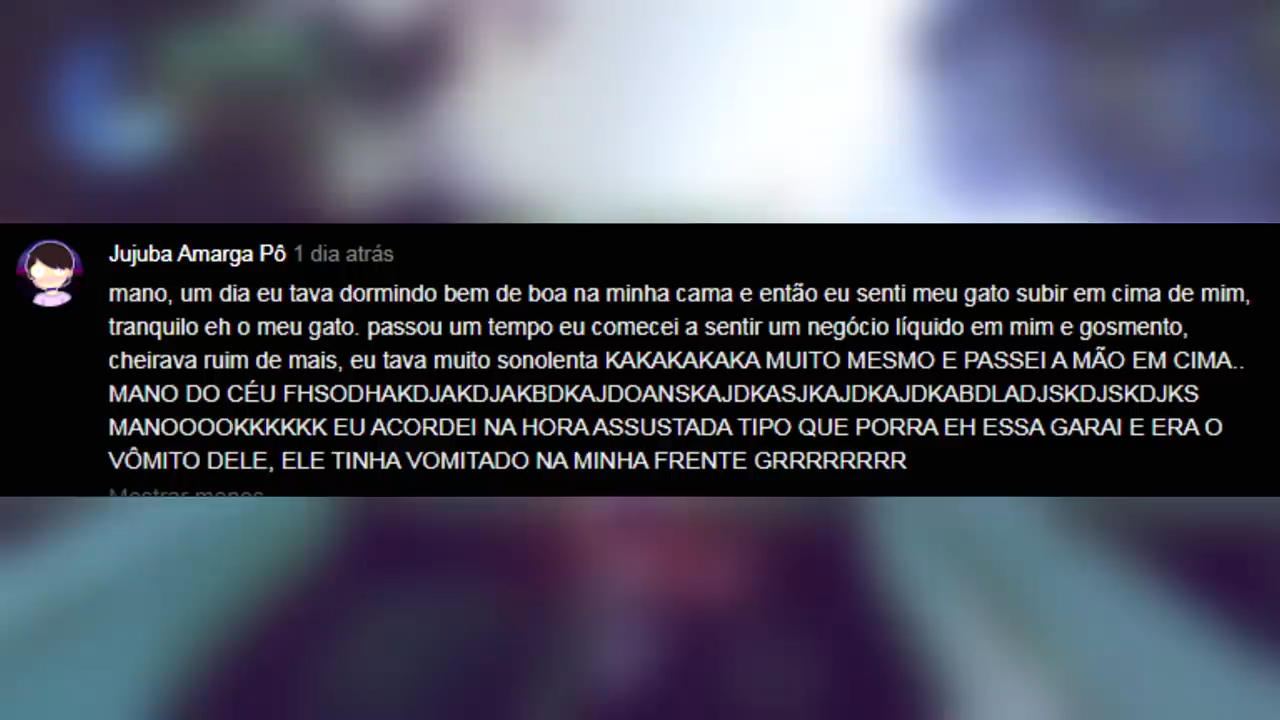 Jujuba Amarga Pô 1 dia atrás
mano, um dia eu tava dormindo bem de boa na minha cama e então eu senti meu gato subir em cima de mim,
tranquilo eh o meu gato. passou um tempo eu comecei a sentir um negócio líquido em mim e gosmento,
cheirava ruim de mais, eu tava muito sonolenta KAKAKAKAKA MUITO MESMO E PASSEI A MÃO EM CIMA..
MANO DO CÉU FHSODHAKDJAKDJAKBDKAJDOANSKAJDKASJKAJDKAJDKABDLADJSKDJSKDJKS
MANOOOOKKKKKK EU ACORDEI NA HORA ASSUSTADA TIPO QUE PORRA EH ESSA GARAI E ERA O
VÔMITO DELE, ELE TINHA VOMITADO NA MINHA FRENTE GRRRRRRRR
Mostrar menos